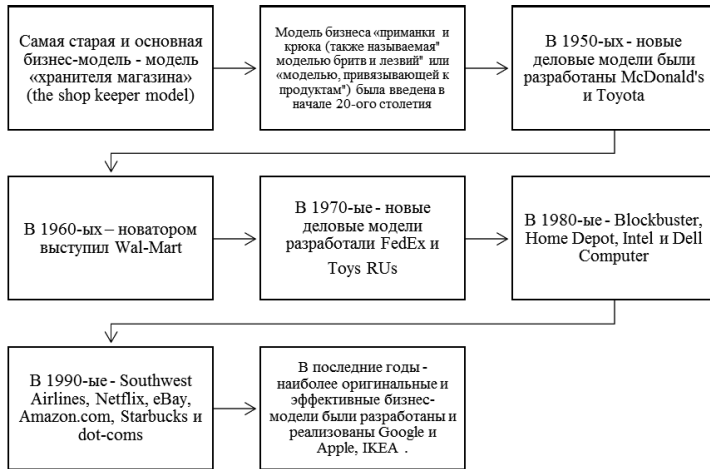 Самая старая и основная
бизнес-модель - модель
«хранителя магазина»
(the shop keeper model)
Модель бизнеса «приманки и
крюка (также называемая"
моделью бритв и лезвий" или
«моделью, привязывающей к
продуктам") была введена в
начале 20-ого столетия
В 1950-ых - новые
деловые модели были
разработаны McDonald's
и Toyota
В 1960-ых – новатором
выступил Wal-Mart
В 1970-ые - новые
деловые модели
разработали FedEx и
Toys RUs
В 1980-ые - Blockbuster,
Home Depot, Intel и Dell
Computer
В 1990-ые - Southwest
Airlines, Netflix, eBay,
Amazon.com, Starbucks и
dot-coms
В последние годы -
наиболее оригинальные и
эффективные бизнес-
модели были разработаны и
реализованы Google и
Apple, IKEA .